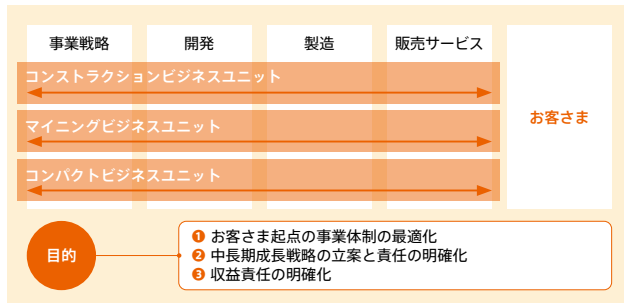 事業戦略
開発
製造
販売サービス
コンストラクションビジネスユニット
マイニングビジネスユニット
コンパクトビジネスユニット
お客さま
目的
❶ お客さま起点の事業体制の最適化
❷ 中長期成長戦略の立案と責任の明確化
❸ 収益責任の明確化